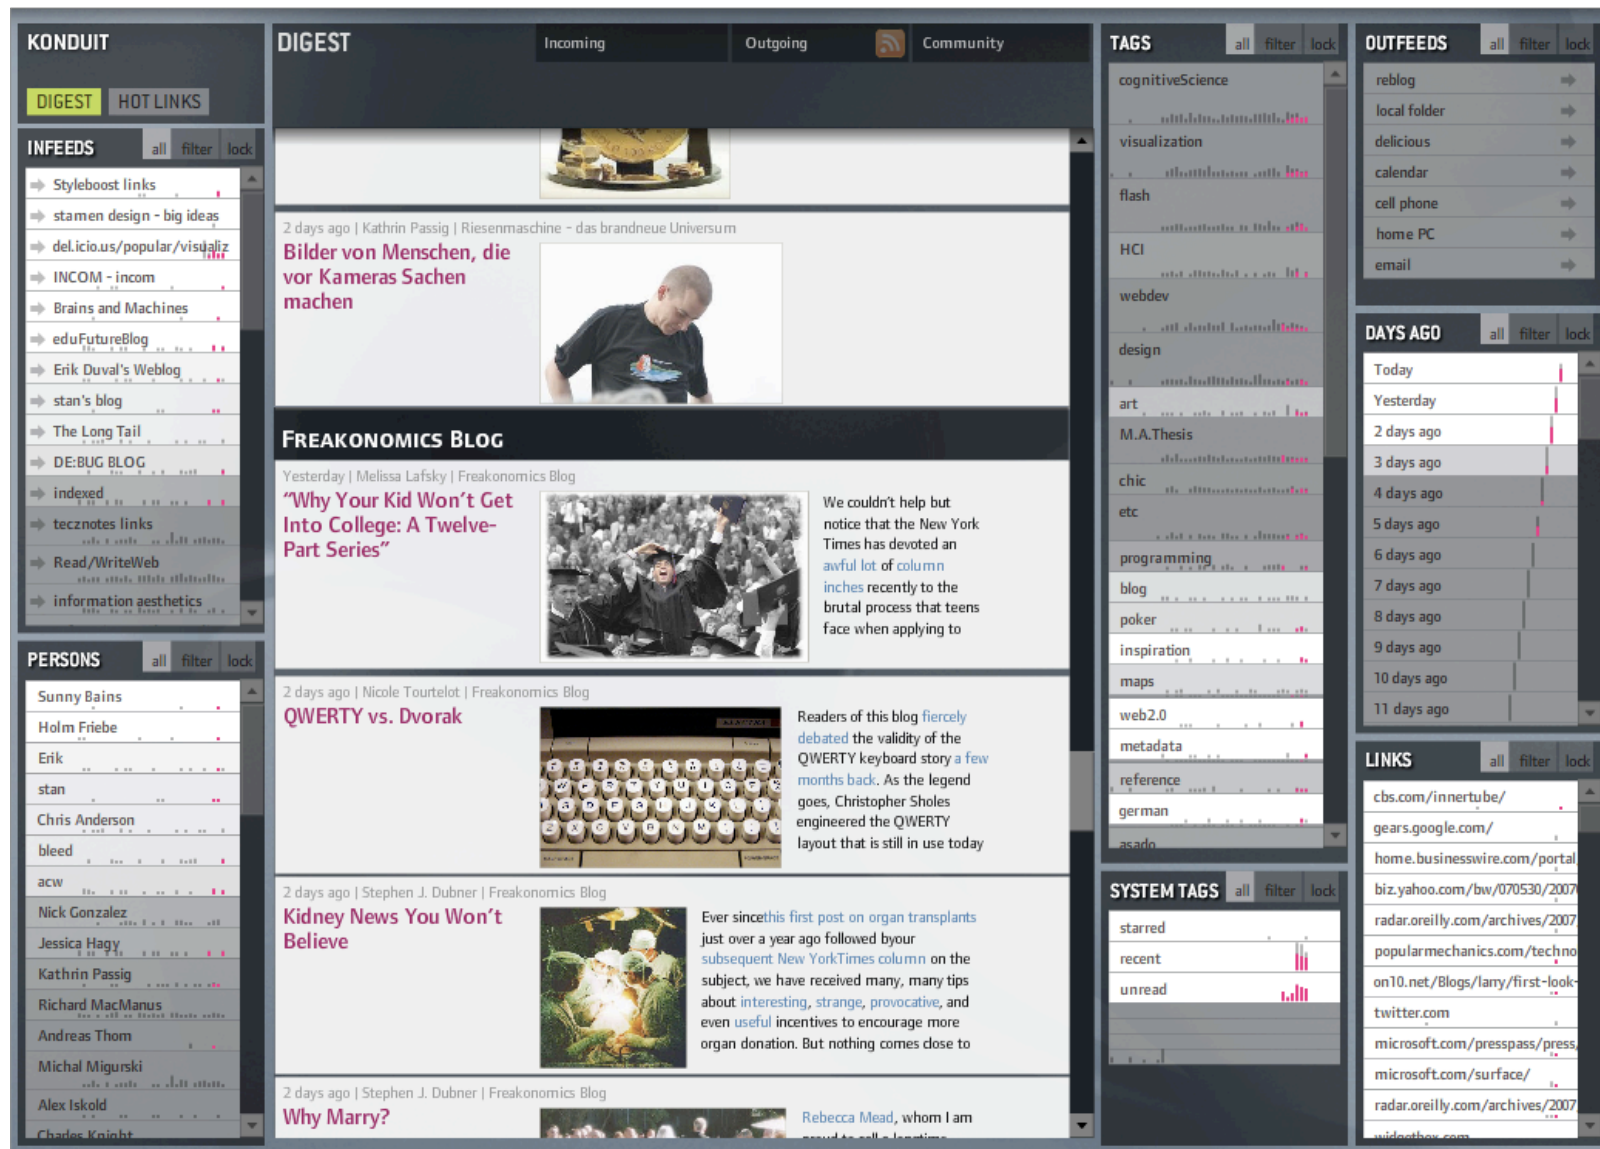 KONDUIT
DIGEST
HOT LINKS
INFEEDS
all
filter
lock
Styleboost links
stamen design - big ideas
del.icio.us/popular/visualiz
INCOM - incom
Brains and Machines
eduFutureBlog
Erik Duval's Weblog
stan's blog
The Long Tail
DE:BUG BLOG
indexed
tecznotes links
Read/WriteWeb
information aesthetics
PERSONS
all
filter
lock
Sunny Bains
Holm Friebe
Erik
stan
Chris Anderson
bleed
acw
Nick Gonzalez
Jessica Hagy
Kathrin Passig
Richard MacManus
Andreas Thom
Michal Migurski
Alex Iskold
Charles Knight
DIGEST
Incoming
Outgoing
Community
2 days ago | Kathrin Passig | Riesenmaschine - das brandneue Universum
Bilder von Menschen, die
vor Kameras Sachen
machen
FREAKONOMICS BLOG
Yesterday | Melissa Lafsky | Freakonomics Blog
“Why Your Kid Won’t Get
Into College: A Twelve-
Part Series”
We couldn't help but
notice that the New York
Times has devoted an
awful lot of column
inches recently to the
brutal process that teens
face when applying to
2 days ago | Nicole Tourtelot | Freakonomics Blog
QWERTY vs. Dvorak
Readers of this blog fiercely
debated the validity of the
QWERTY keyboard story a few
months back. As the legend
goes, Christopher Sholes
engineered the QWERTY
layout that is still in use today
2 days ago | Stephen J. Dubner | Freakonomics Blog
Kidney News You Won’t
Believe
Ever sincethis first post on organ transplants
just over a year ago followed byour
subsequent New YorkTimes column on the
subject, we have received many, many tips
about interesting, strange, provocative, and
even useful incentives to encourage more
organ donation. But nothing comes close to
2 days ago | Stephen J. Dubner | Freakonomics Blog
Why Marry?
Rebecca Mead, whom I am
proud to call a longtime
TAGS
all
filter
lock
cognitiveScience
visualization
flash
HCI
webdev
design
art
M.A.Thesis
chic
etc
programming
blog
poker
inspiration
maps
web2.0
metadata
reference
german
asado
SYSTEM TAGS
all
filter
lock
starred
recent
unread
OUTFEEDS
all
filter
lock
reblog
local folder
delicious
calendar
cell phone
home PC
email
DAYS AGO
all
filter
lock
Today
Yesterday
2 days ago
3 days ago
4 days ago
5 days ago
6 days ago
7 days ago
8 days ago
9 days ago
10 days ago
11 days ago
LINKS
all
filter
lock
cbs.com/innertube/
gears.google.com/
home.businesswire.com/portal
biz.yahoo.com/bw/070530/2007
radar.oreilly.com/archives/2007
popularmechanics.com/techno
on10.net/Blogs/larry/first-look-
twitter.com
microsoft.com/presspass/press
microsoft.com/surface/
radar.oreilly.com/archives/2007
widgetbox.com